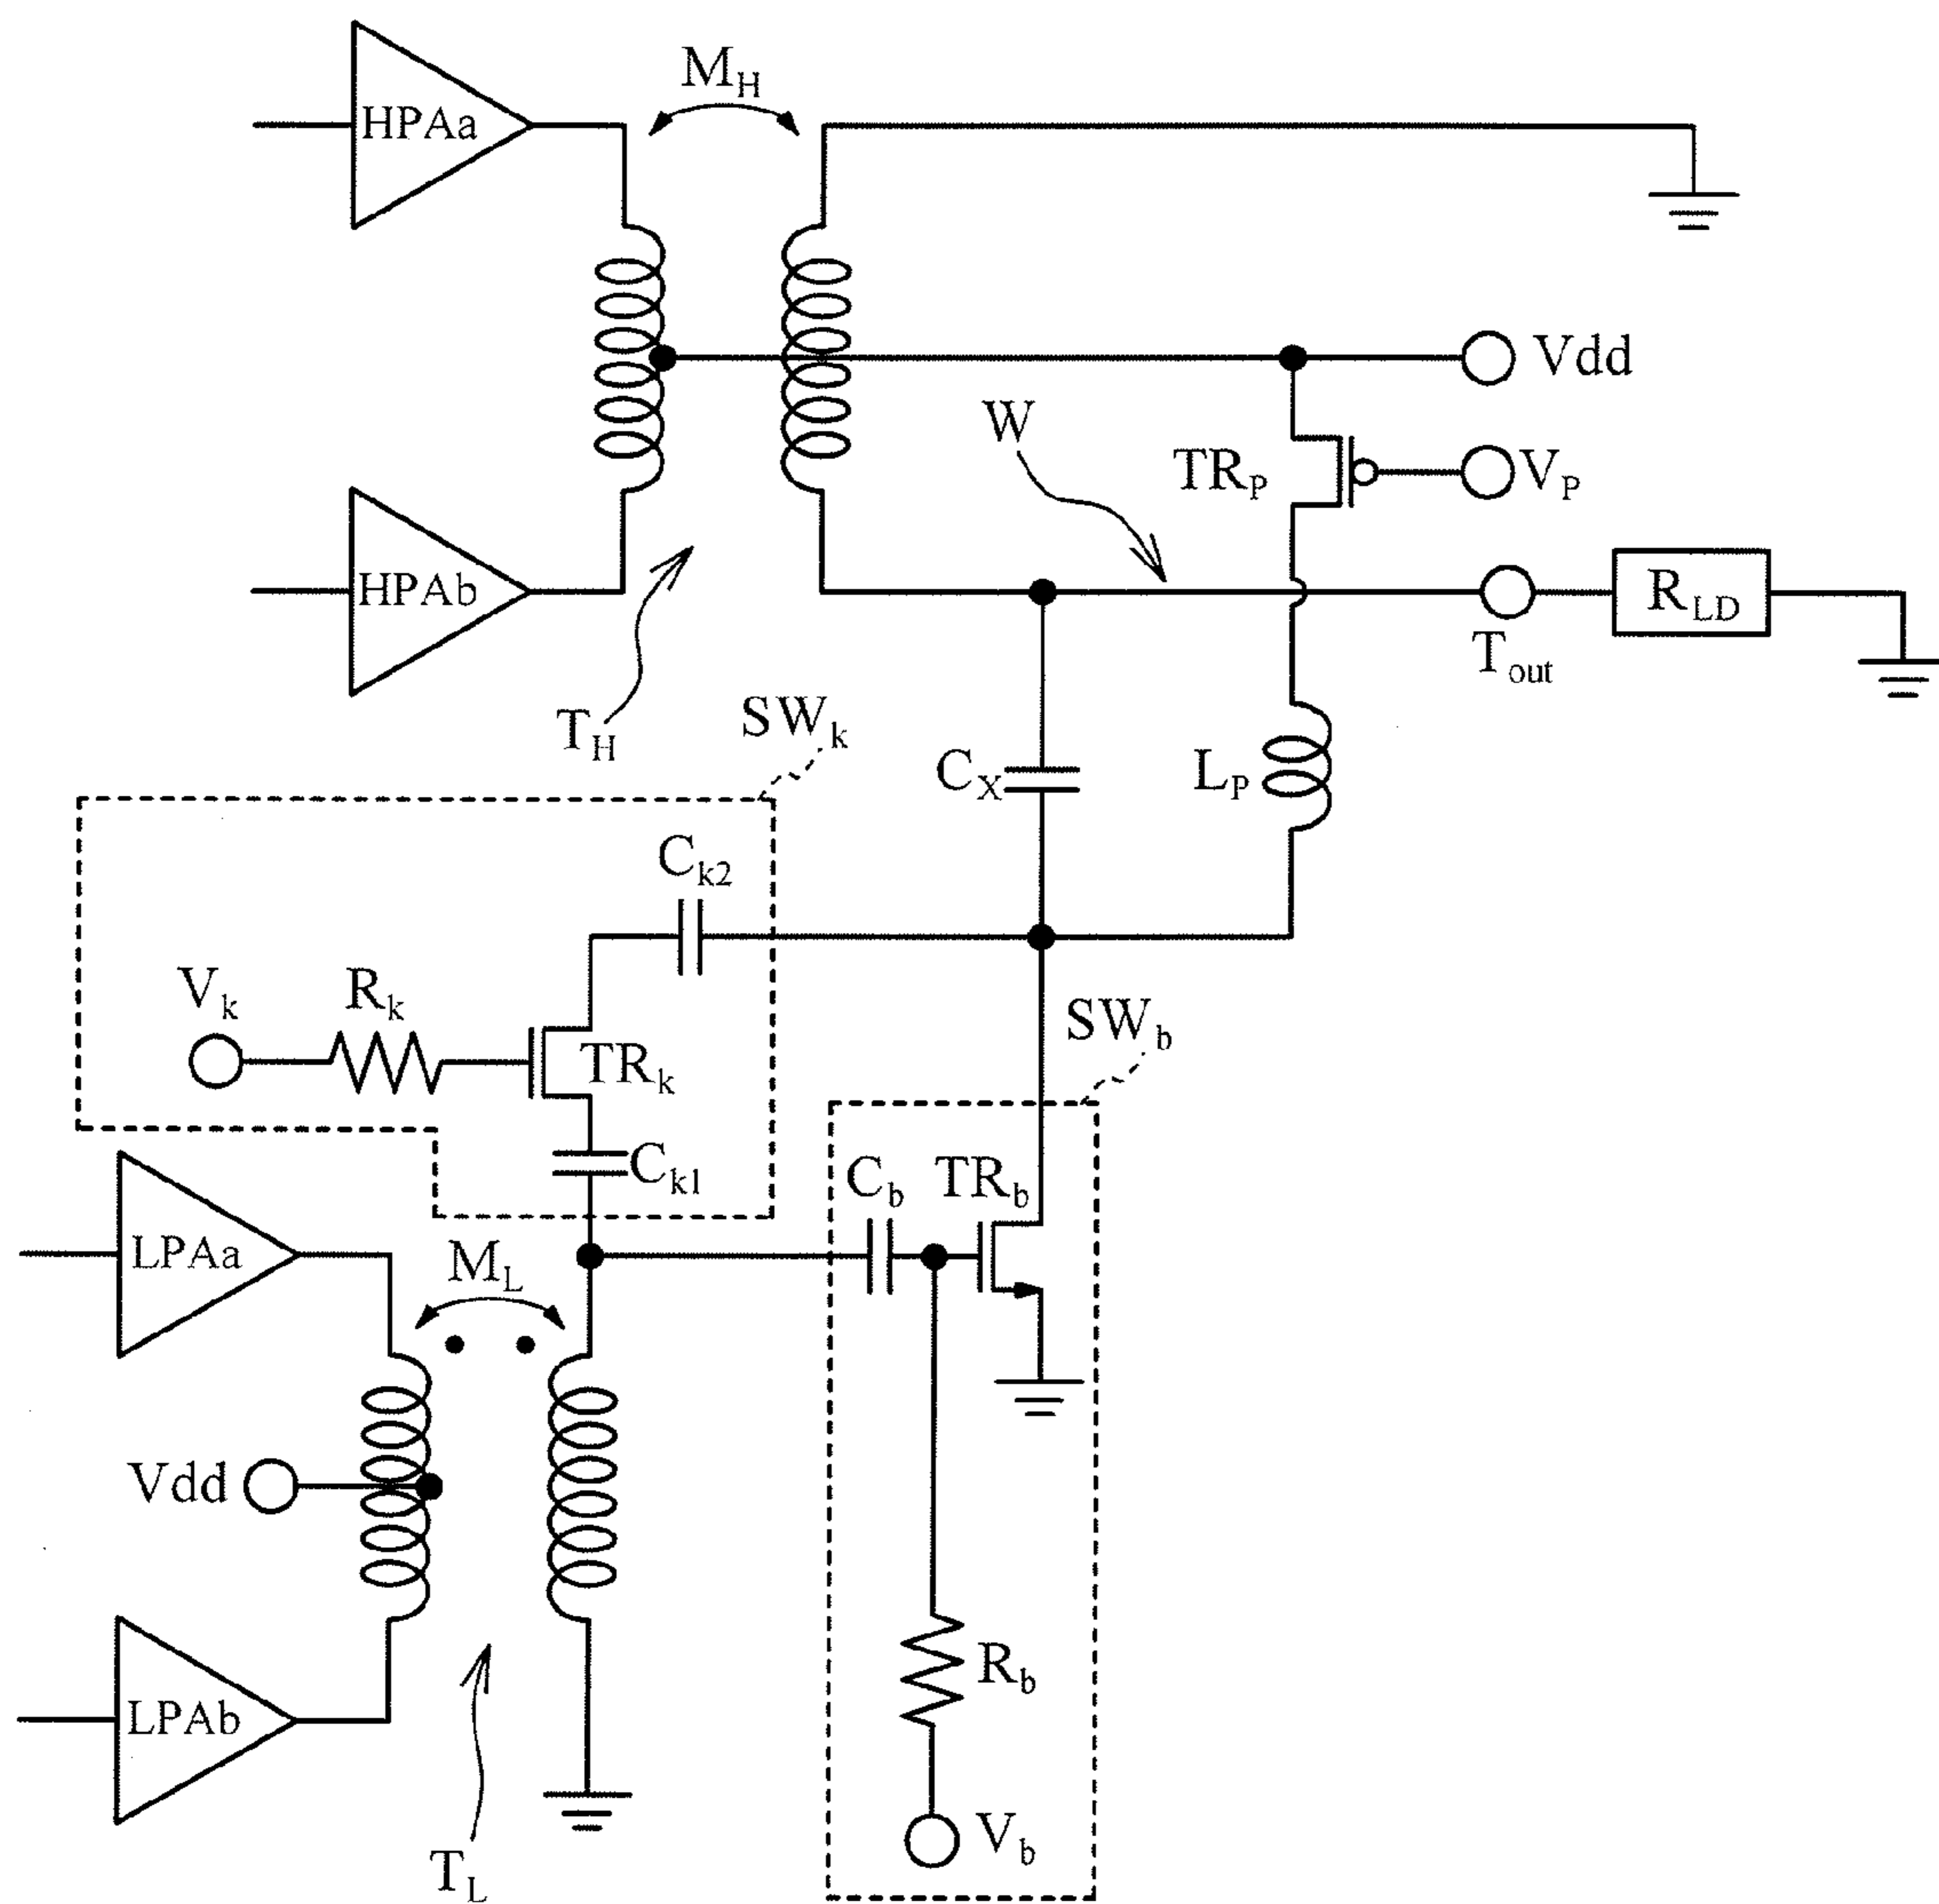 HPAa
M_H
Vdd
W
TR_P
V_P
HPAb
R_LD
T_out
T_H
SW_k
C_X
L_P
C_k2
V_k
R_k
TR_k
SW_b
C_k1
C_b
TR_b
LPAa
M_L
Vdd
R_b
LPAb
V_b
T_L